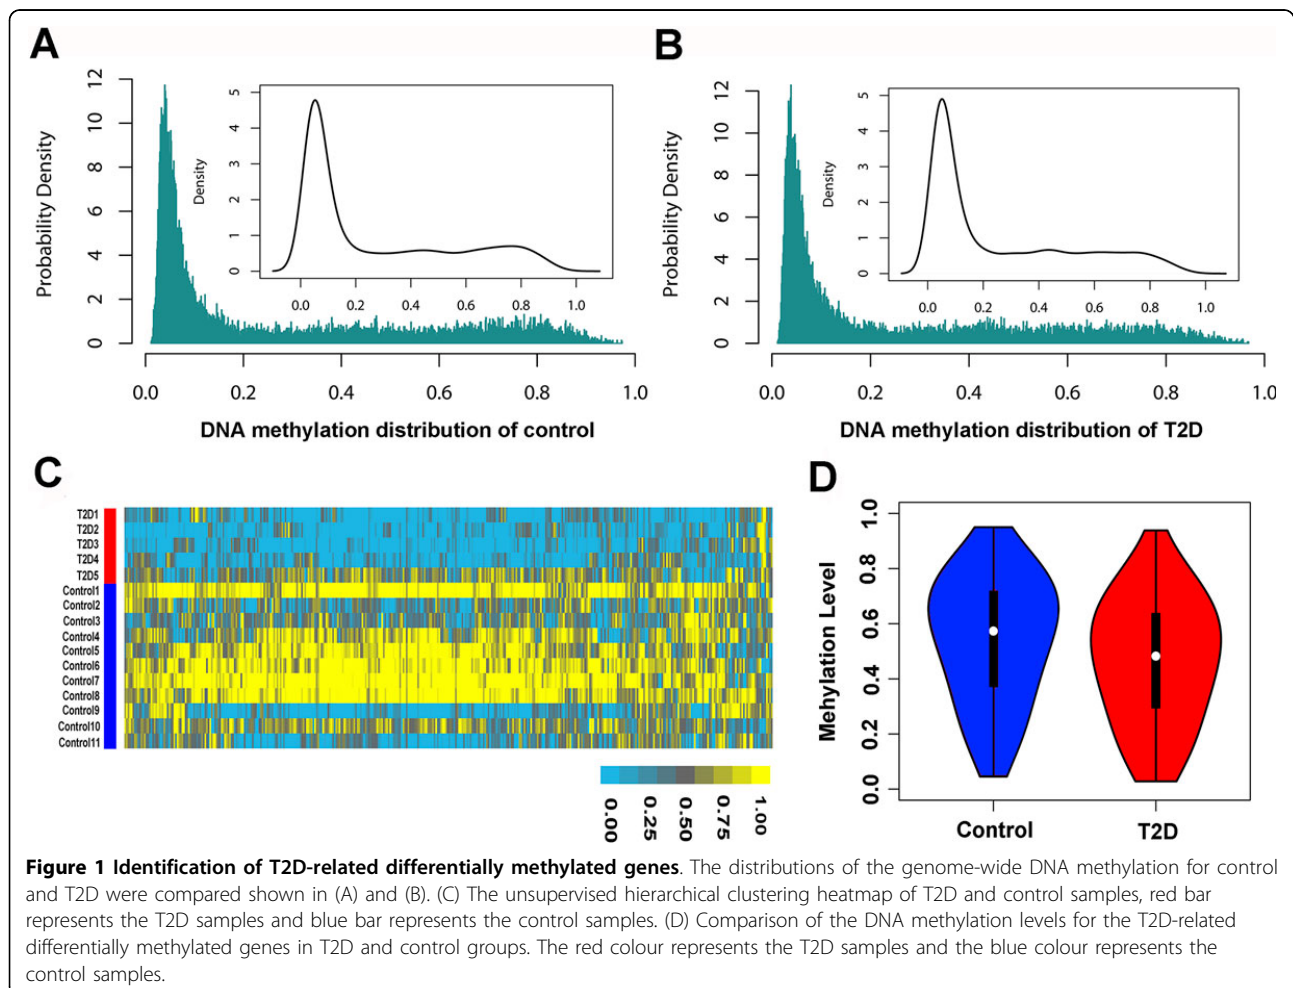 A
B
12
10
8
6
4
2
0
Probability Density
5
4
3
2
1
0
Density
0.0 0.2 0.4 0.6 0.8 1.0
0.0 0.2 0.4 0.6 0.8 1.0
DNA methylation distribution of control
12
10
8
6
4
2
0
Probability Density
5
4
3
2
1
0
Density
0.0 0.2 0.4 0.6 0.8 1.0
0.0 0.2 0.4 0.6 0.8 1.0
DNA methylation distribution of T2D
C
T2D1
T2D2
T2D3
T2D4
T2D5
Control1
Control2
Control3
Control4
Control5
Control6
Control7
Control8
Control9
Control10
Control11
0.00 0.25 0.50 0.75 1.00
D
1.0
0.8
0.6
0.4
0.2
0.0
Mehylation Level
Control T2D
Figure 1 Identification of T2D-related differentially methylated genes. The distributions of the genome-wide DNA methylation for control
and T2D were compared shown in (A) and (B). (C) The unsupervised hierarchical clustering heatmap of T2D and control samples, red bar
represents the T2D samples and blue bar represents the control samples. (D) Comparison of the DNA methylation levels for the T2D-related
differentially methylated genes in T2D and control groups. The red colour represents the T2D samples and the blue colour represents the
control samples.